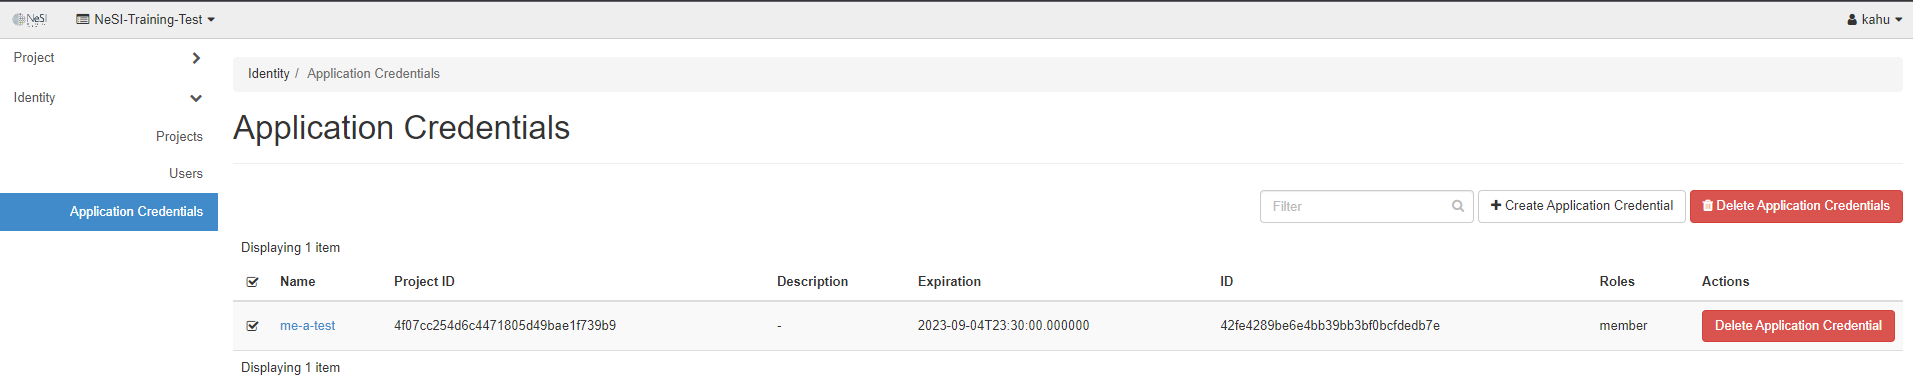 NeSI NeSI-Training-Test kahu
Project
Identity
Projects
Users
Application Credentials
Identity / Application Credentials
Application Credentials
Filter Create Application Credential Delete Application Credentials
Displaying 1 item
Name Project ID Description Expiration ID Roles Actions
me-a-test 4f07cc254d6c4471805d49bae1f739b9 - 2023-09-04T23:30:00.000000 42fe4289be6e4bb39bb3bf0bcfdedb7e member Delete Application Credential
Displaying 1 item